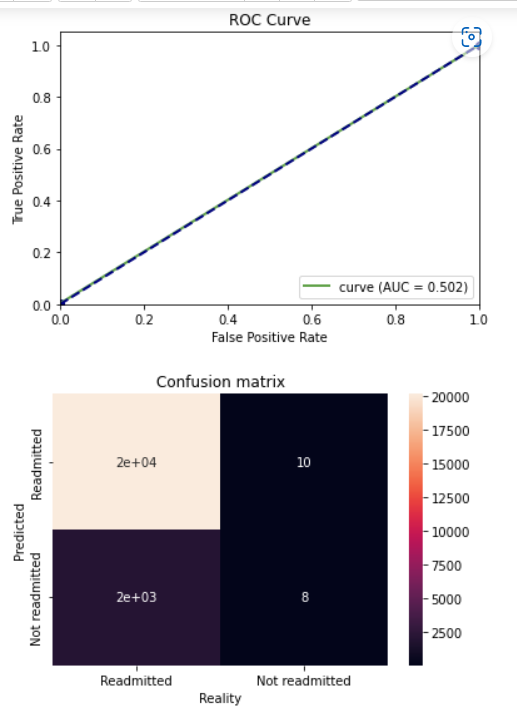 ROC Curve
1.0
0.8
0.6
0.4
0.2
0.0
True Positive Rate
0.0 0.2 0.4 0.6 0.8 1.0
False Positive Rate
curve (AUC = 0.502)
Confusion matrix
Predicted
Readmitted
Not readmitted
2e+04 10
2e+03 8
Readmitted Not readmitted
Reality
20000
17500
15000
12500
10000
7500
5000
2500